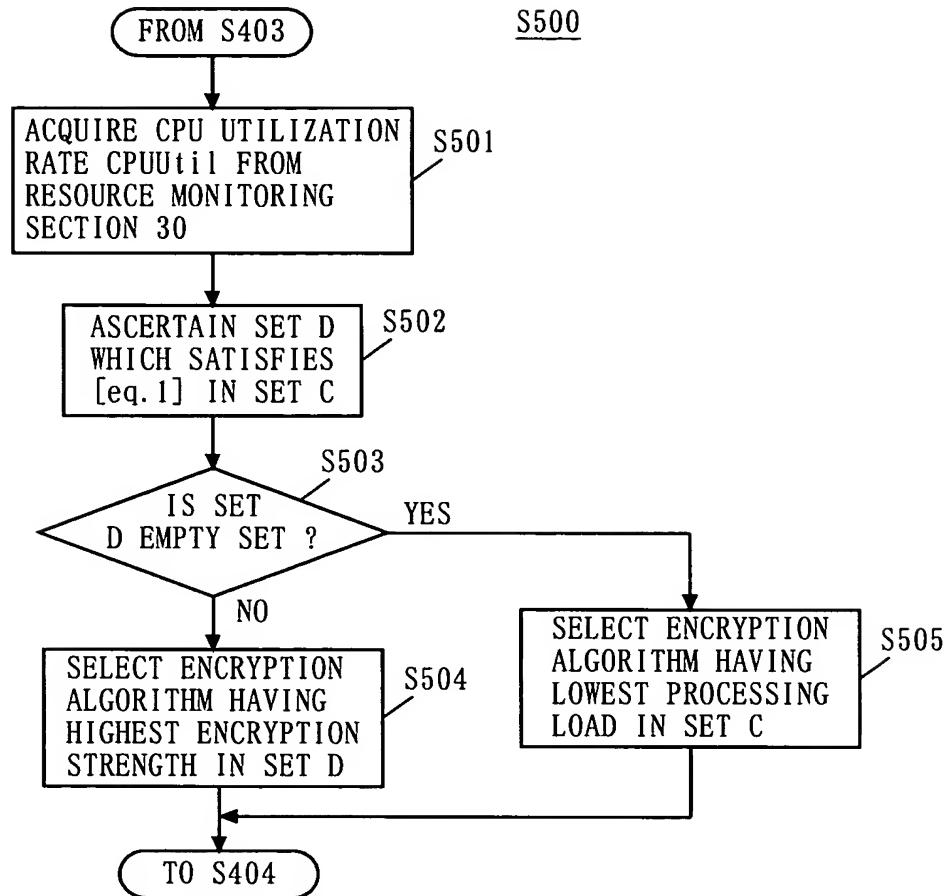 S500
FROM S403
ACQUIRE CPU UTILIZATION
RATE CPUUtil FROM
RESOURCE MONITORING
SECTION 30
S501
ASCERTAIN SET D
WHICH SATISFIES
[eq.1] IN SET C
S502
S503
IS SET
D EMPTY SET ?
YES
NO
SELECT ENCRYPTION
ALGORITHM HAVING
HIGHEST ENCRYPTION
STRENGTH IN SET D
S504
SELECT ENCRYPTION
ALGORITHM HAVING
LOWEST PROCESSING
LOAD IN SET C
S505
TO S404